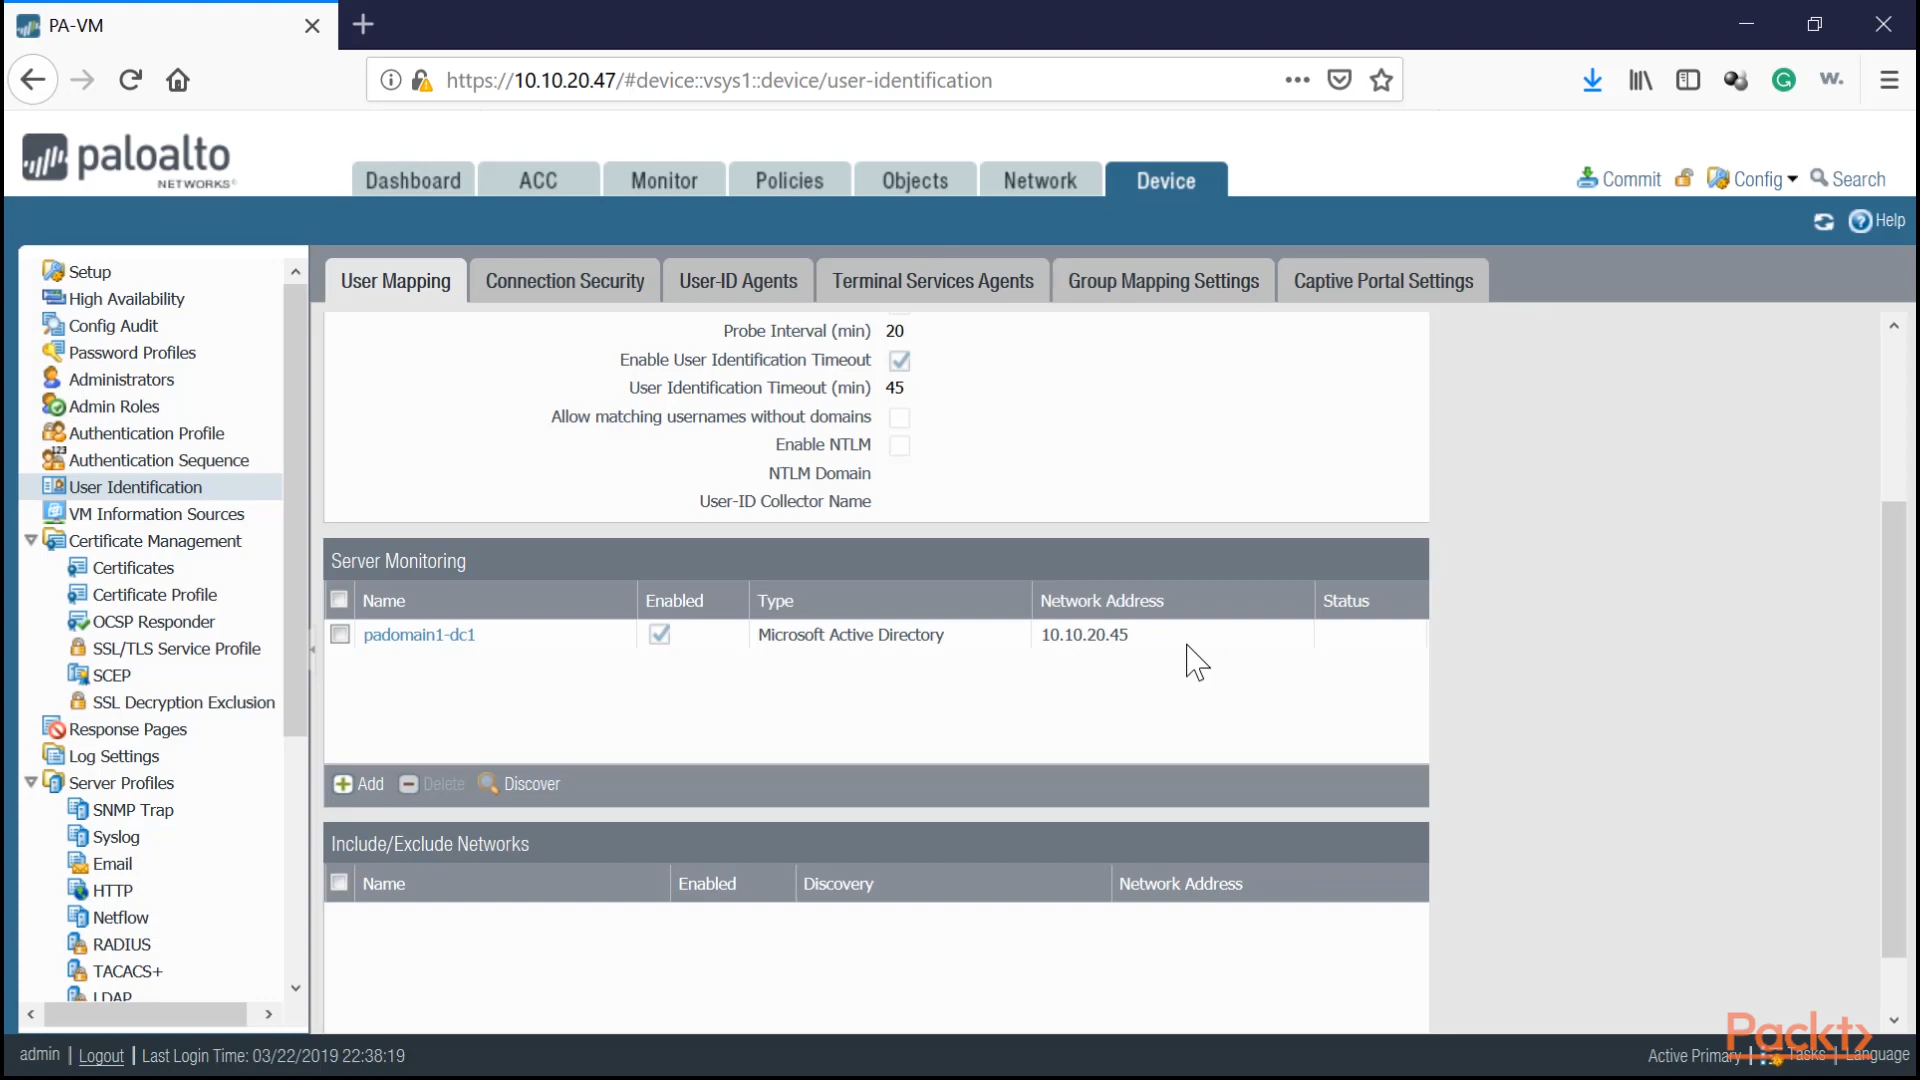 PA-VM
https://10.10.20.47/#device::vsys1::device/user-identification
paloalto
NETWORKS
Dashboard
ACC
Monitor
Policies
Objects
Network
Device
Commit
Config
Search
Help
Setup
High Availability
Config Audit
Password Profiles
Administrators
Admin Roles
Authentication Profile
Authentication Sequence
User Identification
VM Information Sources
Certificate Management
Certificates
Certificate Profile
OCSP Responder
SSL/TLS Service Profile
SCEP
SSL Decryption Exclusion
Response Pages
Log Settings
Server Profiles
SNMP Trap
Syslog
Email
HTTP
Netflow
RADIUS
TACACS+
LDAP
User Mapping
Connection Security
User-ID Agents
Terminal Services Agents
Group Mapping Settings
Captive Portal Settings
Probe Interval (min) 20
Enable User Identification Timeout
User Identification Timeout (min) 45
Allow matching usernames without domains
Enable NTLM
NTLM Domain
User-ID Collector Name
Server Monitoring
Name Enabled Type Network Address Status
padomain1-dc1 Microsoft Active Directory 10.10.20.45
Add Delete Discover
Include/Exclude Networks
Name Enabled Discovery Network Address
admin | Logout | Last Login Time: 03/22/2019 22:38:19
Active Primary | Tasks | Language
Packt>